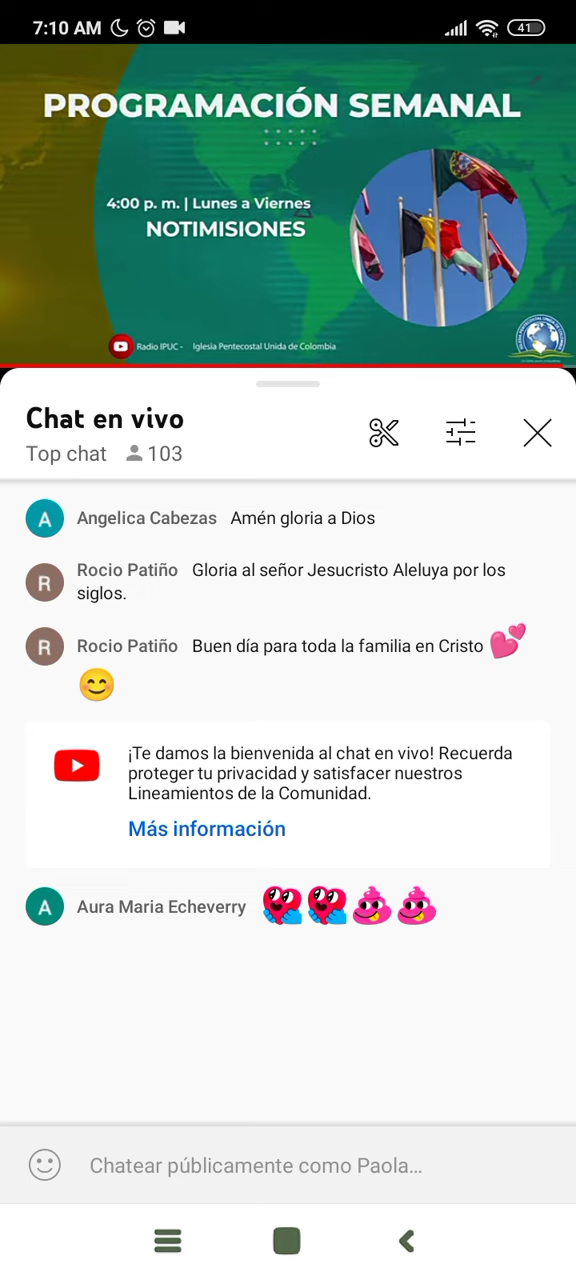 7:10 AM
41
PROGRAMACIÓN SEMANAL
4:00 p. m. | Lunes a Viernes
NOTIMISIONES
Radio IPUC - Iglesia Pentecostal Unida de Colombia
Chat en vivo
Top chat 103
A Angelica Cabezas Amén gloria a Dios
R Rocio Patiño Gloria al señor Jesucristo Aleluya por los
siglos.
R Rocio Patiño Buen día para toda la familia en Cristo 💕
😊
¡Te damos la bienvenida al chat en vivo! Recuerda
proteger tu privacidad y satisfacer nuestros
Lineamientos de la Comunidad.
Más información
A Aura Maria Echeverry
Chatear públicamente como Paola...